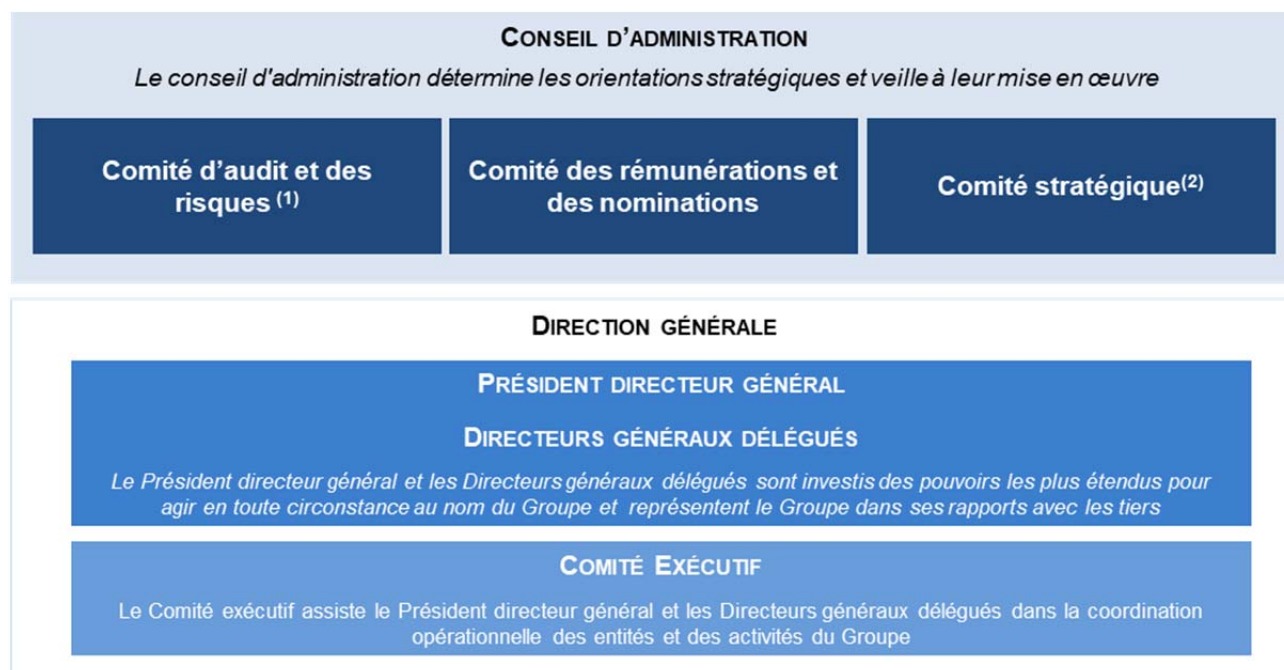 CONSEIL D'ADMINISTRATION
Le conseil d'administration détermine les orientations stratégiques et veille à leur mise en œuvre
Comité d'audit et des
risques (1)
Comité des rémunérations et
des nominations
Comité stratégique(2)
DIRECTION GÉNÉRALE
PRÉSIDENT DIRECTEUR GÉNÉRAL
DIRECTEURS GÉNÉRAUX DÉLÉGUÉS
Le Président directeur général et les Directeurs généraux délégués sont investis des pouvoirs les plus étendus pour
agir en toute circonstance au nom du Groupe et représentent le Groupe dans ses rapports avec les tiers
COMITÉ EXÉCUTIF
Le Comité exécutif assiste le Président directeur général et les Directeurs généraux délégués dans la coordination
opérationnelle des entités et des activités du Groupe